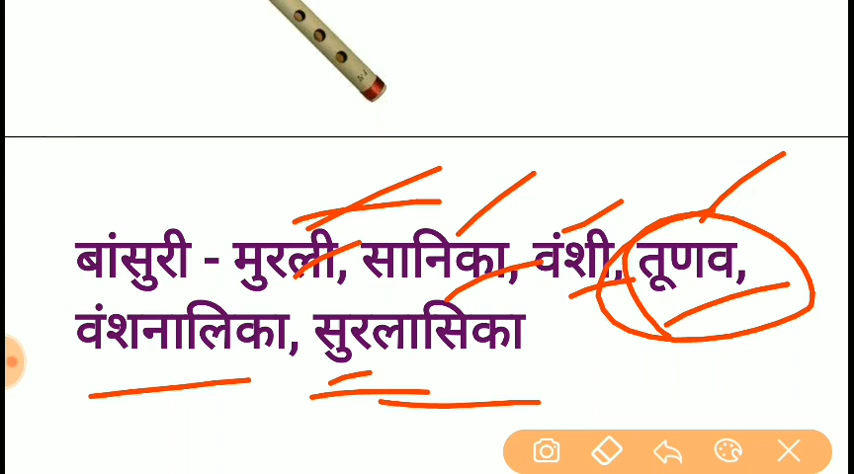 बांसुरी - मुरली, सानिका, वंशी, तूणव,
वंशनालिका, सुरलासिका